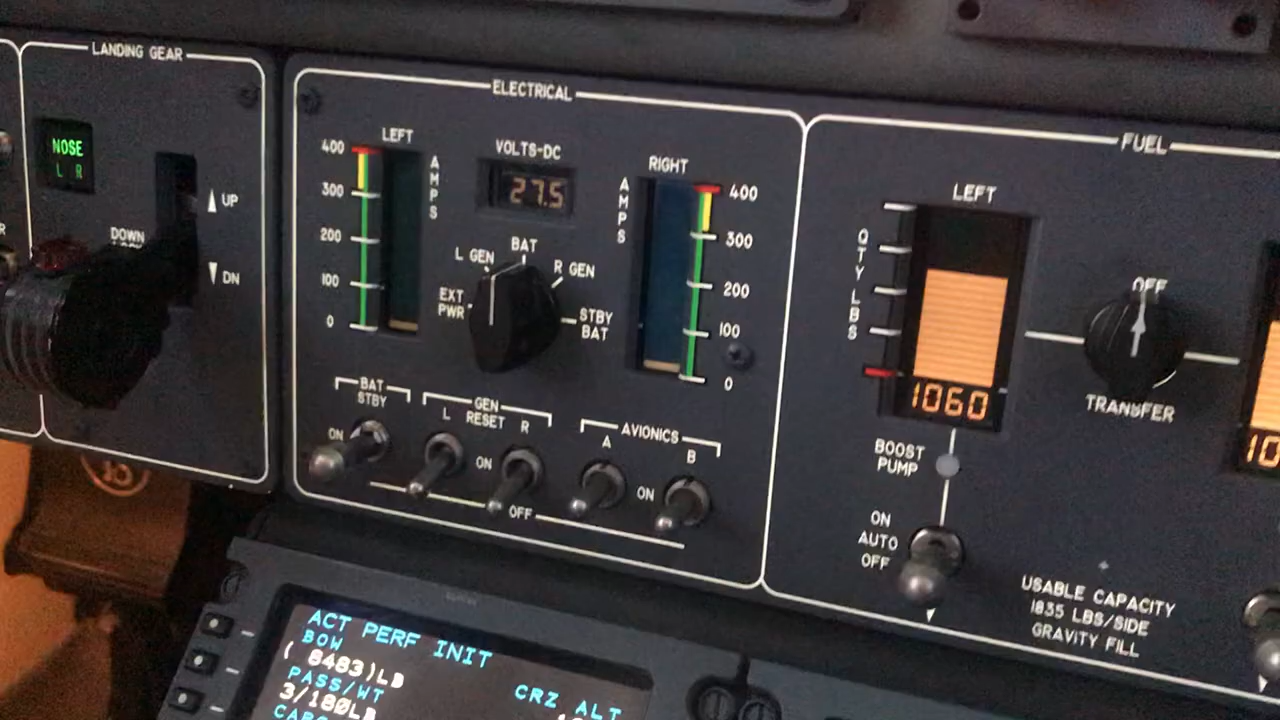 LANDING GEAR
NOSE
L R
UP
DOWN
DN
ELECTRICAL
LEFT
400
300
200
100
0
AMPS
VOLTS-DC
27.5
RIGHT
AMPS
400
300
200
100
0
EXT PWR
L GEN
BAT
R GEN
STBY BAT
BAT
STBY
ON
GEN
RESET
L
R
ON
OFF
AVIONICS
A
B
ON
FUEL
LEFT
QTY LBS
1060
OFF
TRANSFER
10
BOOST
PUMP
ON
AUTO
OFF
USABLE CAPACITY
1835 LBS/SIDE
GRAVITY FILL
R
ACT PERF INIT
BOW
( 8483)LB
PASS/WT
CRZ ALT
3/180LB